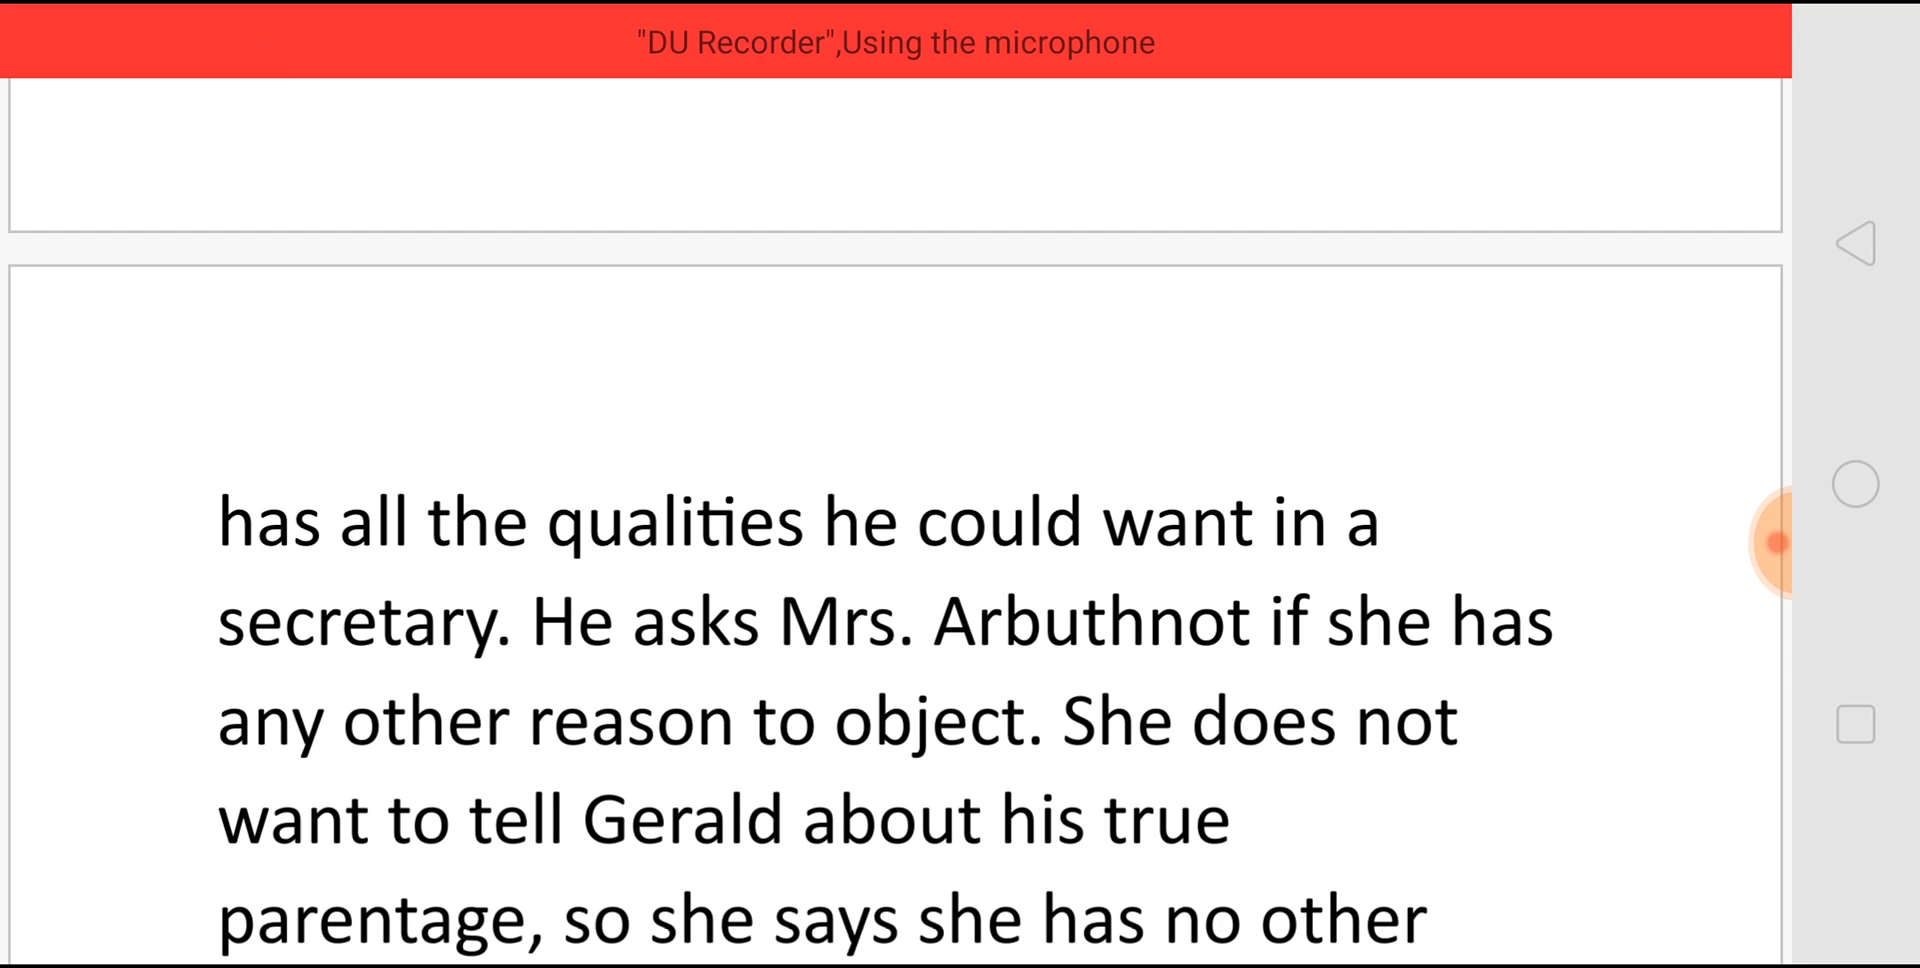 "DU Recorder",Using the microphone
has all the qualities he could want in a
secretary. He asks Mrs. Arbuthnot if she has
any other reason to object. She does not
want to tell Gerald about his true
parentage, so she says she has no other